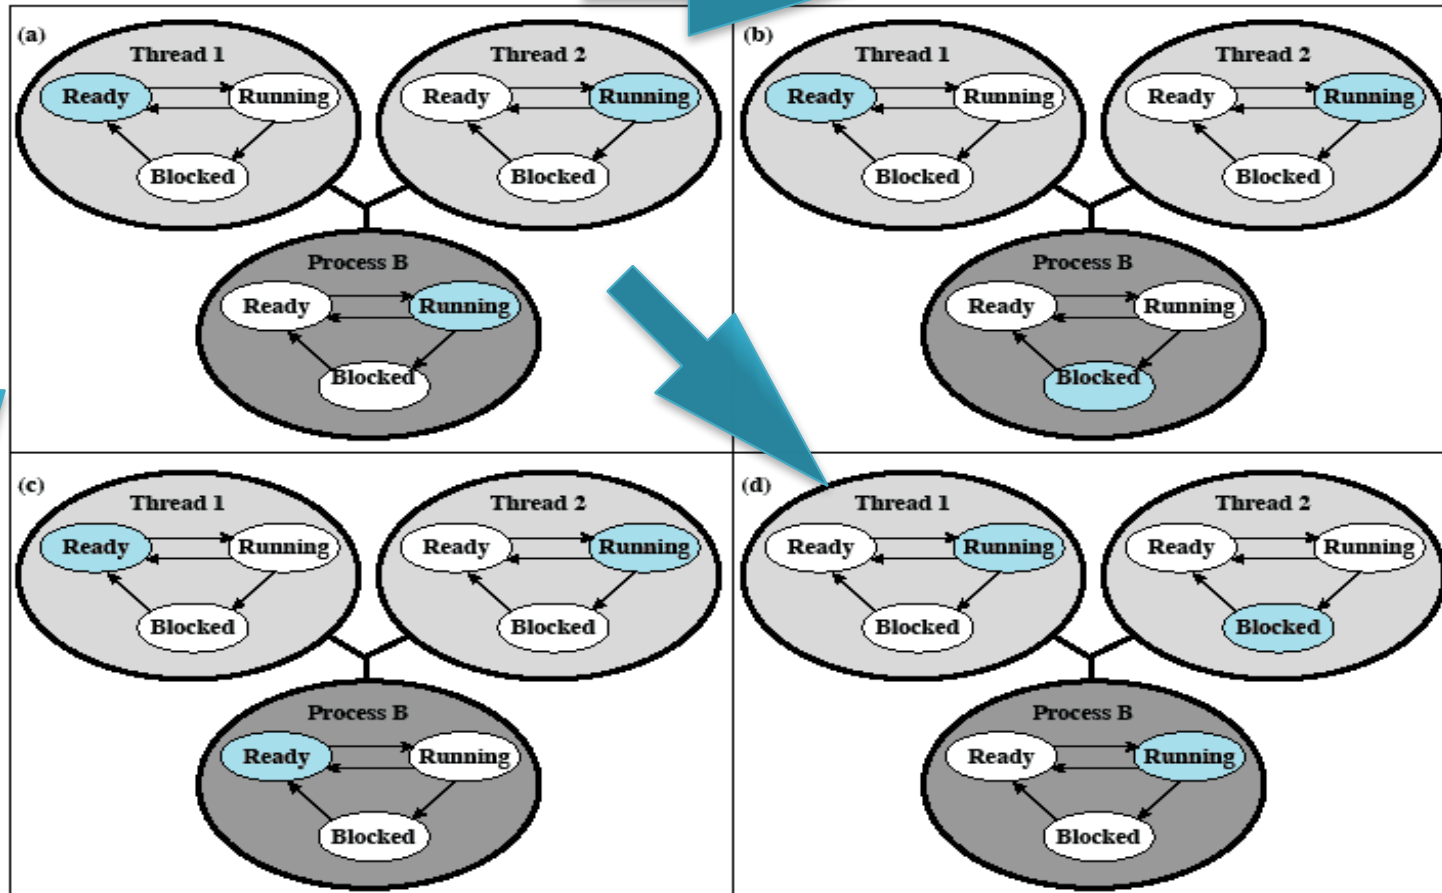 (a)
Thread 1
Ready Running
Blocked
Thread 2
Ready Running
Blocked
Process B
Ready Running
Blocked
(b)
Thread 1
Ready Running
Blocked
Thread 2
Ready Running
Blocked
Process B
Ready Running
Blocked
(c)
Thread 1
Ready Running
Blocked
Thread 2
Ready Running
Blocked
Process B
Ready Running
Blocked
(d)
Thread 1
Ready Running
Blocked
Thread 2
Ready Running
Blocked
Process B
Ready Running
Blocked